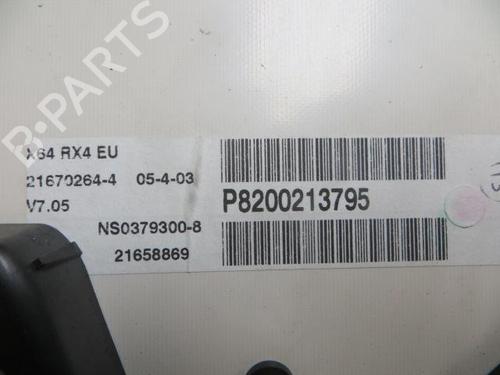 B-PARTS
X64 RX4 EU
21670264-4 05-4-03
V7.05
NS0379300-8
21658869
P8200213795